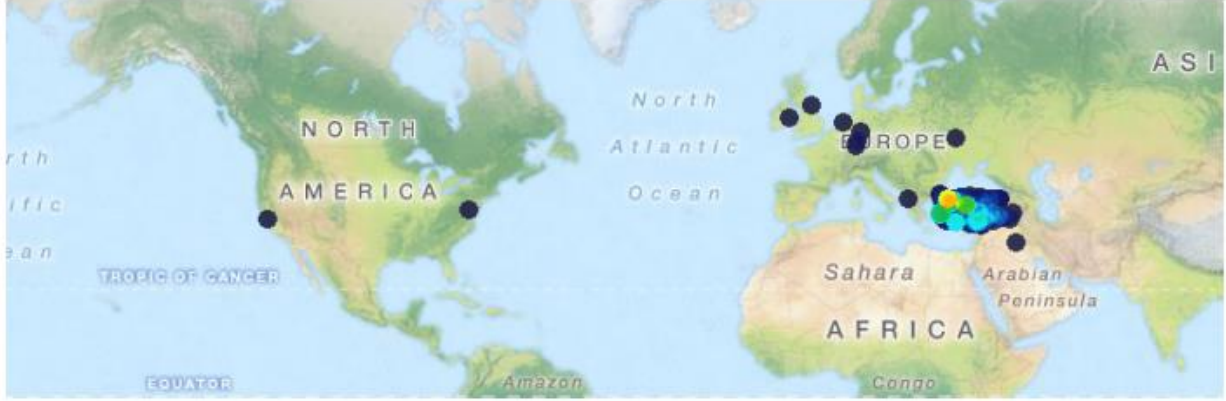 ASI
North
NORTH
Atlantic
EUROPE
rth
AMERICA
Ocean
ific
ean
TROPIC OF CANCER
Sahara
Arabian
Peninsula
AFRICA
EQUATOR
Amazon
Congo